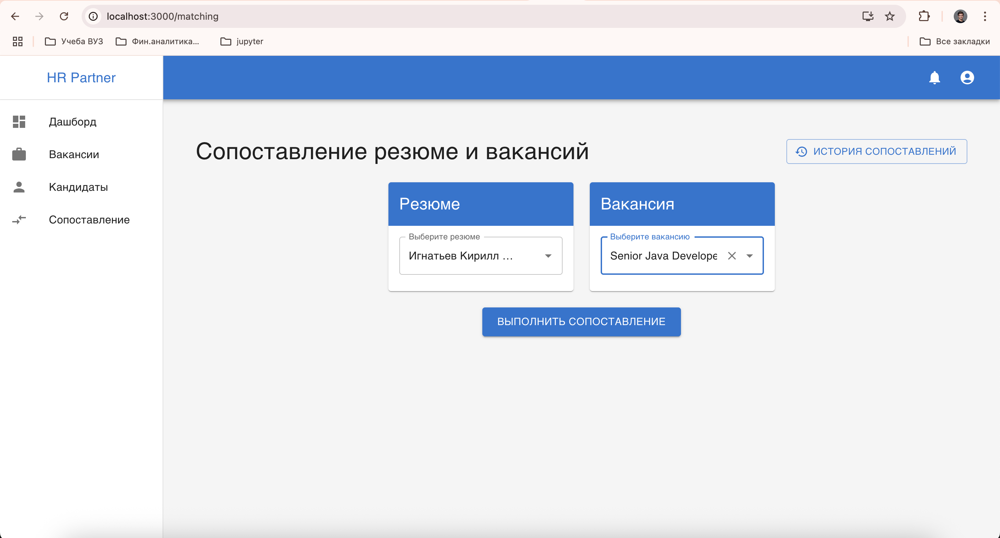 localhost:3000/matching
Учеба ВУЗ
Фин.аналитика...
jupyter
Все закладки
HR Partner
Дашборд
Вакансии
Кандидаты
Сопоставление
Сопоставление резюме и вакансий
ИСТОРИЯ СОПОСТАВЛЕНИЙ
Резюме
Выберите резюме
Игнатьев Кирилл ...
Вакансия
Выберите вакансию
Senior Java Develope
ВЫПОЛНИТЬ СОПОСТАВЛЕНИЕ